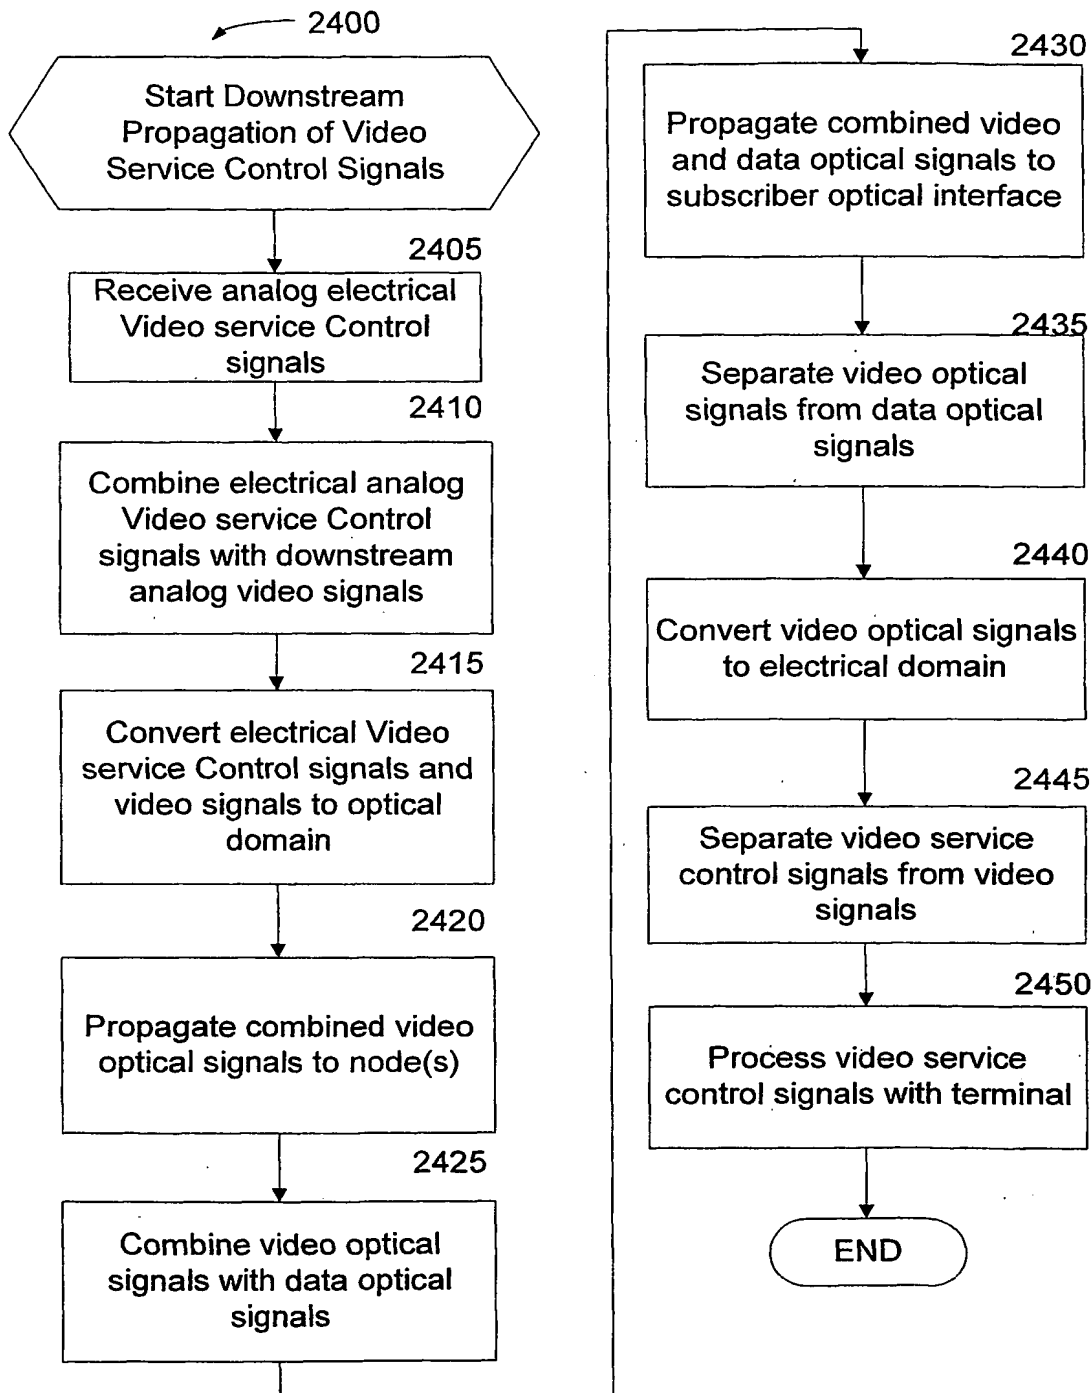 2400
Start Downstream
Propagation of Video
Service Control Signals
2405
Receive analog electrical
Video service Control
signals
2410
Combine electrical analog
Video service Control
signals with downstream
analog video signals
2415
Convert electrical Video
service Control signals and
video signals to optical
domain
2420
Propagate combined video
optical signals to node(s)
2425
Combine video optical
signals with data optical
signals
2430
Propagate combined video
and data optical signals to
subscriber optical interface
2435
Separate video optical
signals from data optical
signals
2440
Convert video optical signals
to electrical domain
2445
Separate video service
control signals from video
signals
2450
Process video service
control signals with terminal
END